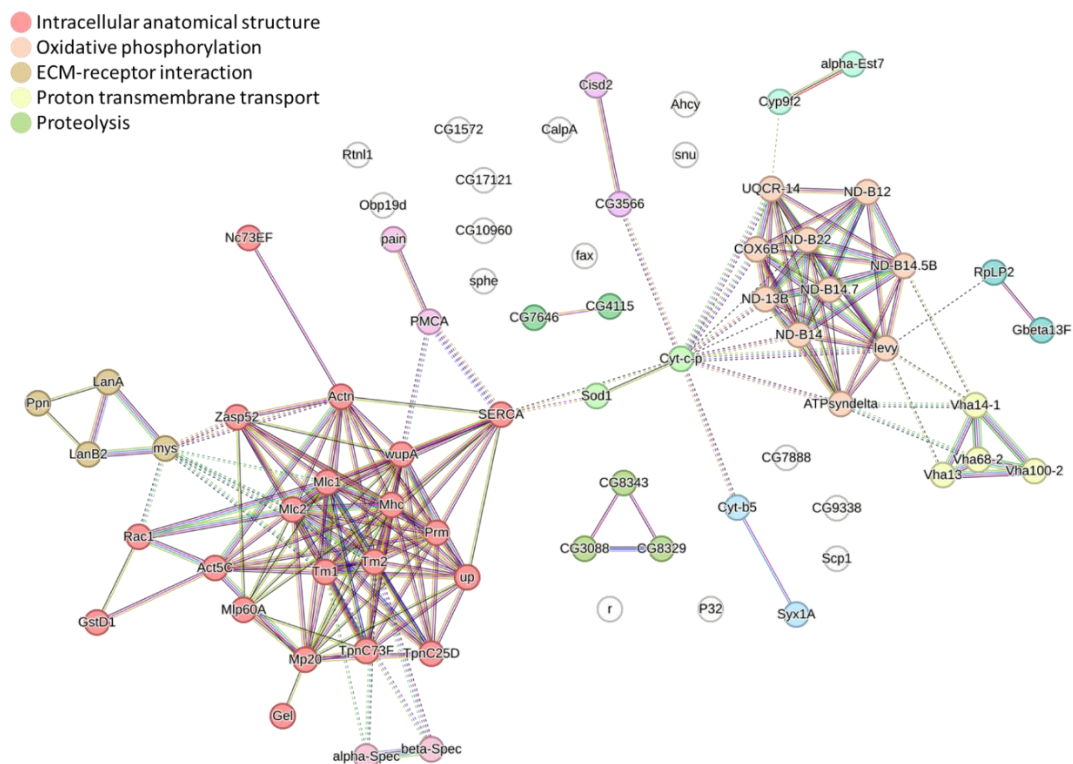 Intracellular anatomical structure
Oxidative phosphorylation
ECM-receptor interaction
Proton transmembrane transport
Proteolysis
alpha-Est7
Cisd2
Cyp9f2
Ahcy
CG1572
CalpA
Rtnl1
snu
CG17121
UQCR-14
ND-B12
Obp19d
CG3566
Nc73EF
pain
CG10960
COX6B
ND-B22
fax
ND-B14.5B
RpLP2
sphe
ND-B14.7
ND-13B
CG4115
CG7646
PMCA
Gbeta13F
ND-B14
levy
Cyt-c-p
LanA
Sod1
Ppn
Actn
ATPsyndelta
Vha14-1
Zasp52
SERCA
LanB2
mys
wupA
Vha68-2
CG7888
Vha13
Vha100-2
Mlc1
CG8343
Mlc2
Mhc
Cyt-b5
CG9338
Rac1
Prm
CG3088
CG8329
Scp1
Act5C
Tm1
Tm2
up
GstD1
Mlp60A
r
P32
Syx1A
Mp20
TpnC73F
TpnC25D
Gel
alpha-Spec
beta-Spec